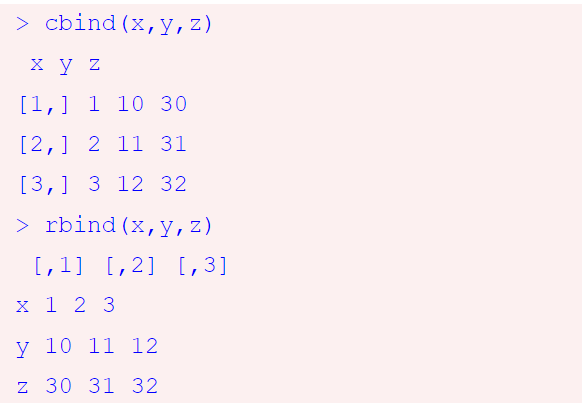 > cbind(x,y,z)
x y z
[1,] 1 10 30
[2,] 2 11 31
[3,] 3 12 32
> rbind(x,y,z)
[,1] [,2] [,3]
x 1 2 3
y 10 11 12
z 30 31 32